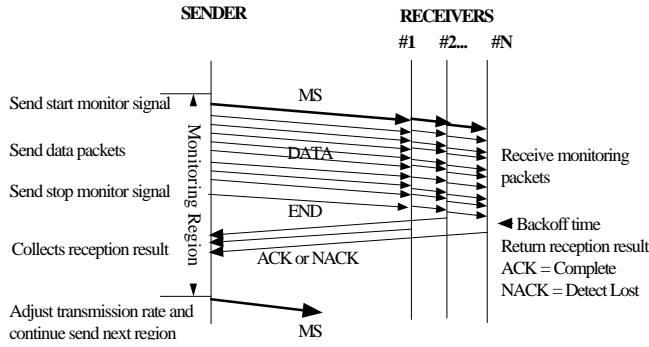 SENDER
RECEIVERS
#1 #2... #N
MS
Send start monitor signal
Monitoring Region
Send data packets
DATA
Receive monitoring
packets
Send stop monitor signal
END
Backoff time
Collects reception result
Return reception result
ACK or NACK
ACK = Complete
NACK = Detect Lost
Adjust transmission rate and
continue send next region
MS